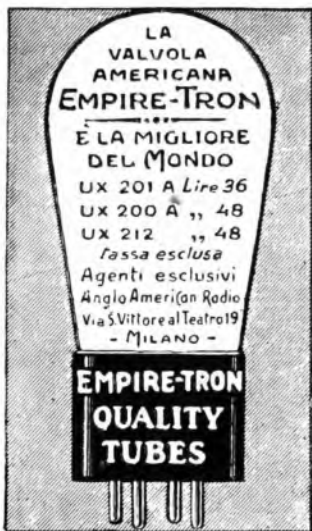 LA
VALVOLA
AMERICANA
EMPIRE-TRON
È LA MIGLIORE
DEL MONDO
UX 201 A Lire 36
UX 200 A ,, 48
UX 212 ,, 48
tassa esclusa
Agenti esclusivi
Anglo American Radio
Via S. Vittore al Teatro 19
- MILANO -
EMPIRE-TRON
QUALITY
TUBES